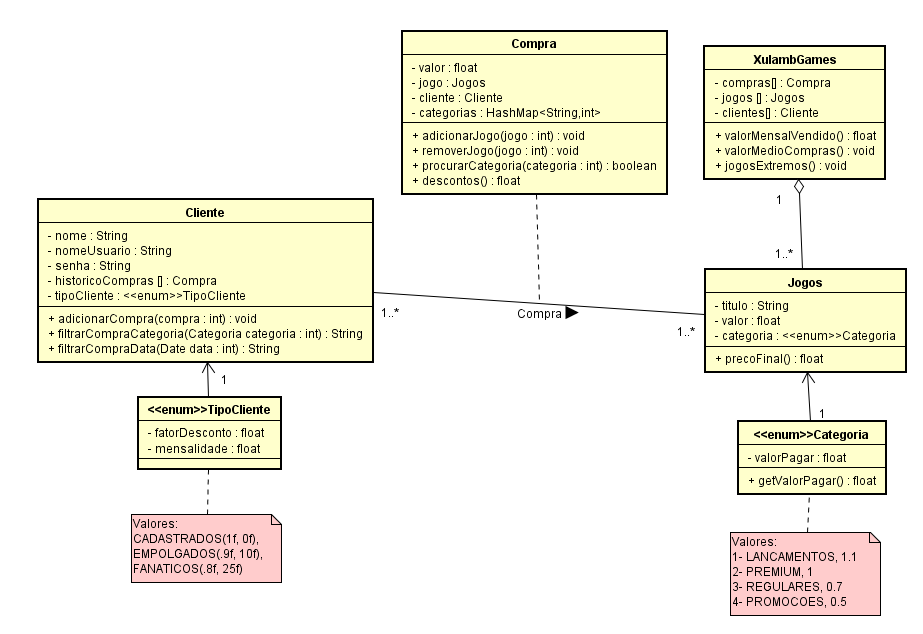 Compra
- valor : float
- jogo : Jogos
- cliente : Cliente
- categorias : HashMap<String,int>
+ adicionarJogo(jogo : int) : void
+ removerJogo(jogo : int) : void
+ procurarCategoria(categoria : int) : boolean
+ descontos() : float
XulambGames
- compras[] : Compra
- jogos [] : Jogos
- clientes[] : Cliente
+ valorMensalVendido() : float
+ valorMedioCompras() : void
+ jogosExtremos() : void
1
1..*
Cliente
- nome : String
- nomeUsuario : String
- senha : String
- historicoCompras [] : Compra
- tipoCliente : <<enum>>TipoCliente
+ adicionarCompra(compra : int) : void
+ filtrarCompraCategoria(Categoria categoria : int) : String
+ filtrarCompraData(Date data : int) : String
1..*
Compra
1..*
Jogos
- titulo : String
- valor : float
- categoria : <<enum>>Categoria
+ precoFinal() : float
1
<<enum>>TipoCliente
- fatorDesconto : float
- mensalidade : float
1
<<enum>>Categoria
- valorPagar : float
+ getValorPagar() : float
Valores:
CADASTRADOS(1f, 0f),
EMPOLGADOS(.9f, 10f),
FANATICOS(.8f, 25f)
Valores:
1- LANCAMENTOS, 1.1
2- PREMIUM, 1
3- REGULARES, 0.7
4- PROMOCOES, 0.5